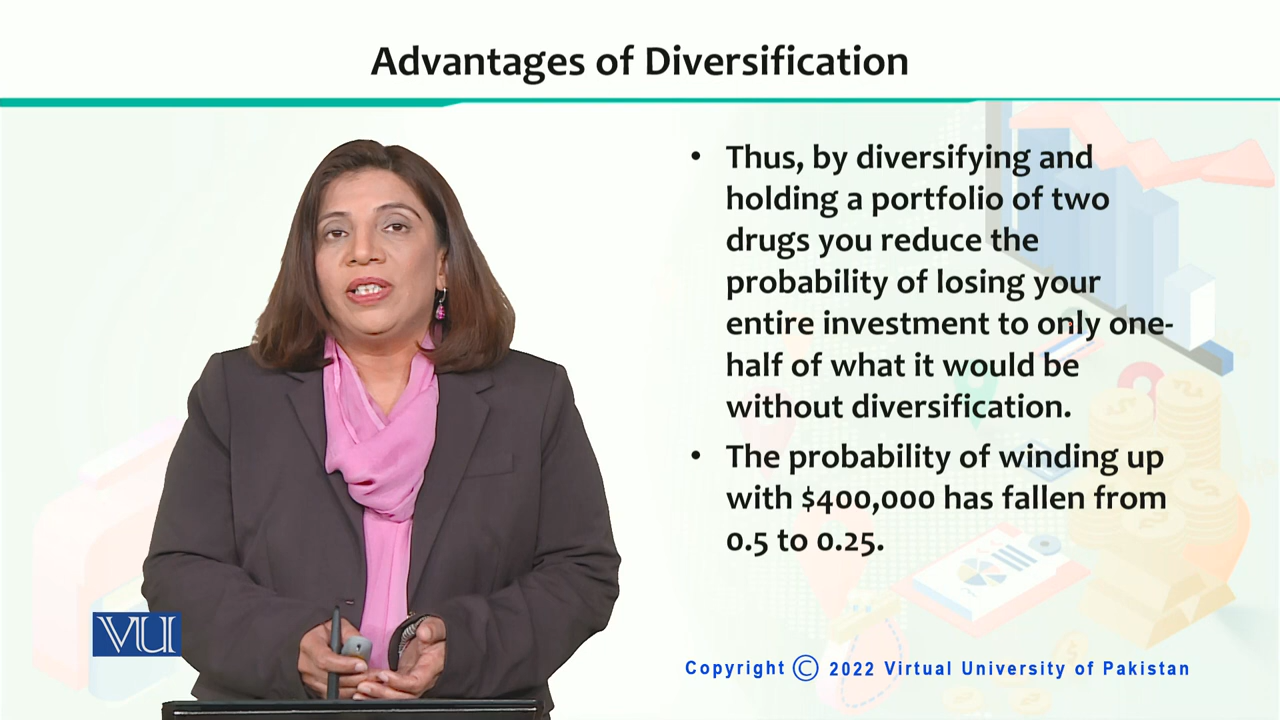 Advantages of Diversification
• Thus, by diversifying and
holding a portfolio of two
drugs you reduce the
probability of losing your
entire investment to only one-
half of what it would be
without diversification.
• The probability of winding up
with $400,000 has fallen from
0.5 to 0.25.
VU
Copyright © 2022 Virtual University of Pakistan